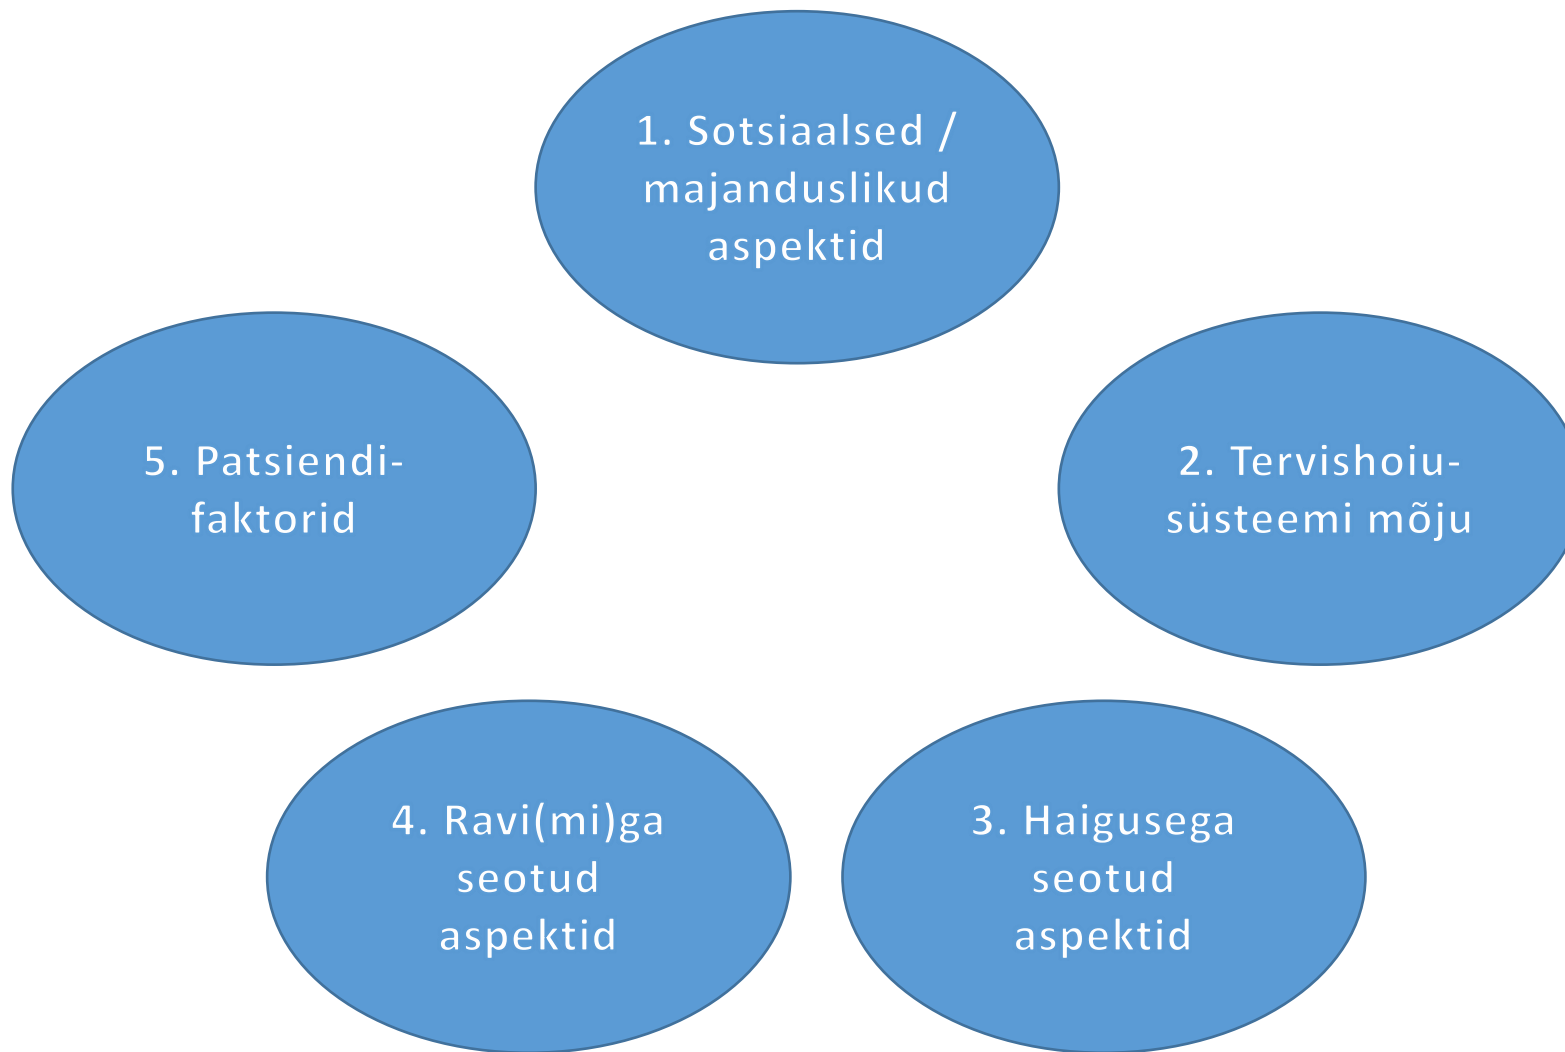 1. Sotsiaalsed /
majanduslikud
aspektid
2. Tervishoiu-
süsteemi mõju
3. Haigusega
seotud
aspektid
4. Ravi(mi)ga
seotud
aspektid
5. Patsiendi-
faktorid